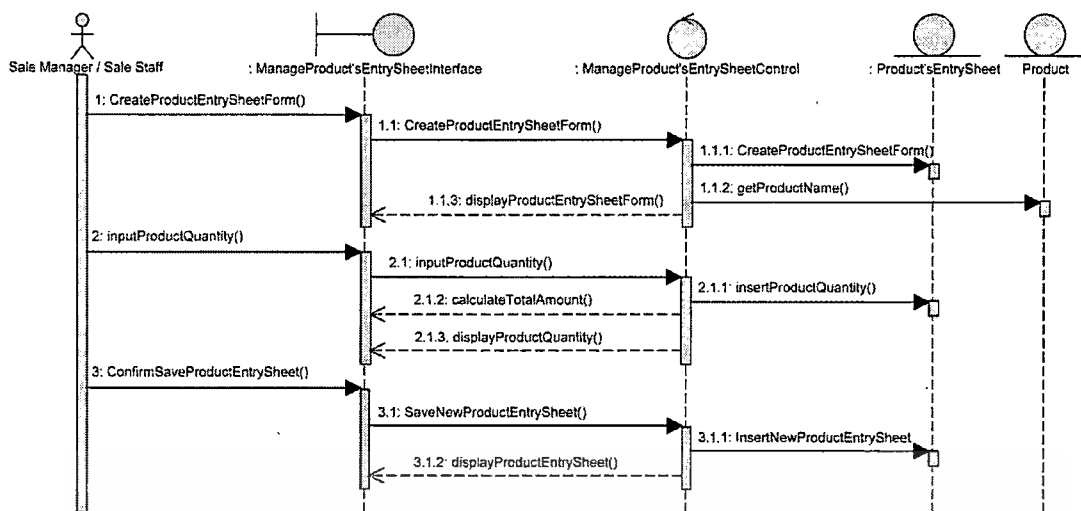 Sale Manager / Sale Staff
: ManageProduct'sEntrySheetInterface
: ManageProduct'sEntrySheetControl
: Product'sEntrySheet
Product
1: CreateProductEntrySheetForm()
1.1: CreateProductEntrySheetForm()
1.1.1: CreateProductEntrySheetForm()
1.1.2: getProductName()
1.1.3: displayProductEntrySheetForm()
2: inputProductQuantity()
2.1: inputProductQuantity()
2.1.1: insertProductQuantity()
2.1.2: calculateTotalAmount()
2.1.3. displayProductQuantity()
3: ConfirmSaveProductEntrySheet()
3.1: SaveNewProductEntrySheet()
3.1.1: InsertNewProductEntrySheet
3.1.2: displayProductEntrySheet()